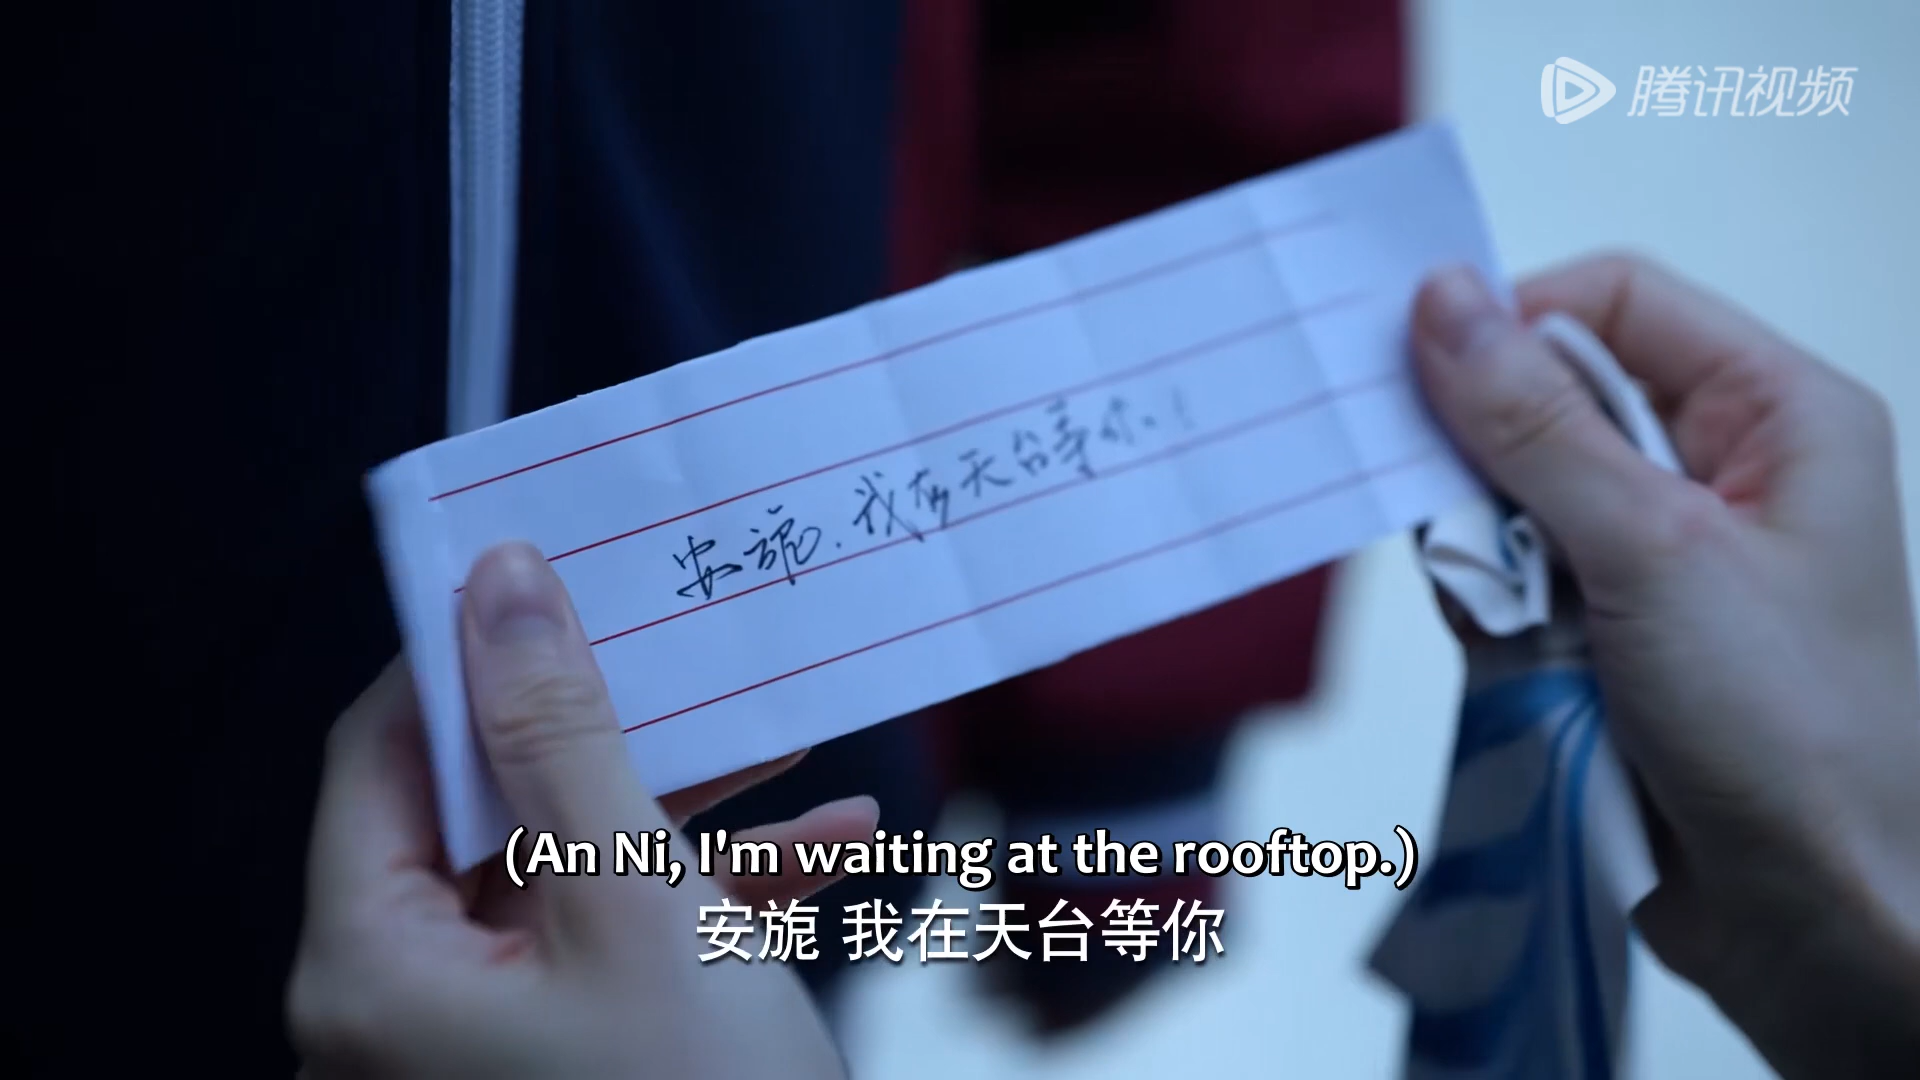 腾讯视频
安旎.我在天台等你.!
(An Ni, I'm waiting at the rooftop.)
安旎 我在天台等你